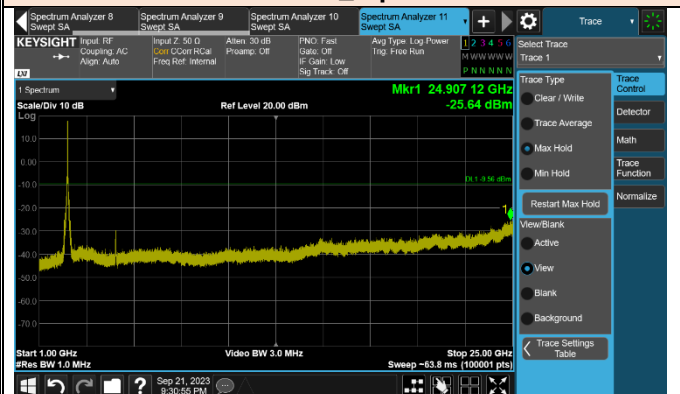 Spectrum Analyzer 8
Swept SA
Spectrum Analyzer 9
Swept SA
Spectrum Analyzer 10
Swept SA
Spectrum Analyzer 11
Swept SA
Trace
KEYSIGHT
Input: RF
Coupling: AC
Align: Auto
Input Z: 50 Ω
Corr CCorr RCal
Freq Ref: Internal
Atten: 30 dB
Preamp: Off
PNO: Fast
Gate: Off
IF Gain: Low
Sig Track: Off
Avg Type: Log-Power
Trig: Free Run
1 2 3 4 5 6
M W W W W W
P N N N N N
LXI
Select Trace
Trace 1
1 Spectrum
Scale/Div 10 dB
Log
Ref Level 20.00 dBm
Mkr1 24.907 12 GHz
-25.64 dBm
10.0
0.00
-10.0
-20.0
-30.0
-40.0
-50.0
-60.0
-70.0
DL1 -9.56 dBm
1
Start 1.00 GHz
#Res BW 1.0 MHz
Video BW 3.0 MHz
Stop 25.00 GHz
Sweep ~63.8 ms (100001 pts)
Trace Type
Clear / Write
Trace Average
Max Hold
Min Hold
Restart Max Hold
View/Blank
Active
View
Blank
Background
Trace Settings
Table
Trace
Control
Detector
Math
Trace
Function
Normalize
?
Sep 21, 2023
9:30:55 PM